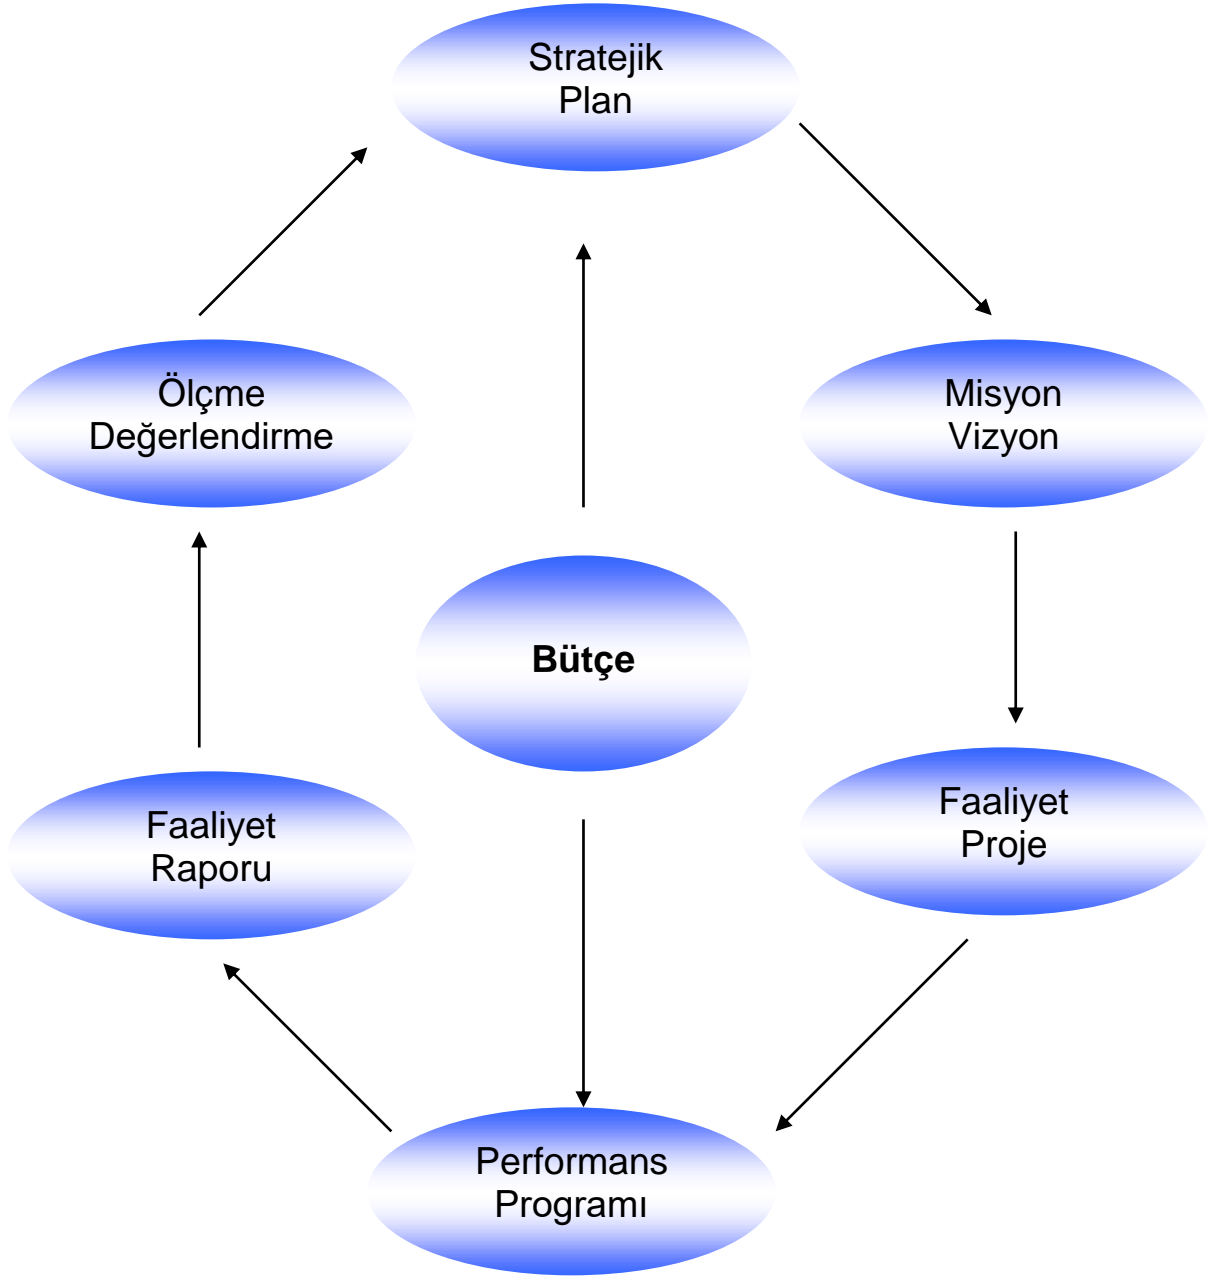 Stratejik
Plan
Ölçme
Değerlendirme
Misyon
Vizyon
Bütçe
Faaliyet
Raporu
Faaliyet
Proje
Performans
Programı